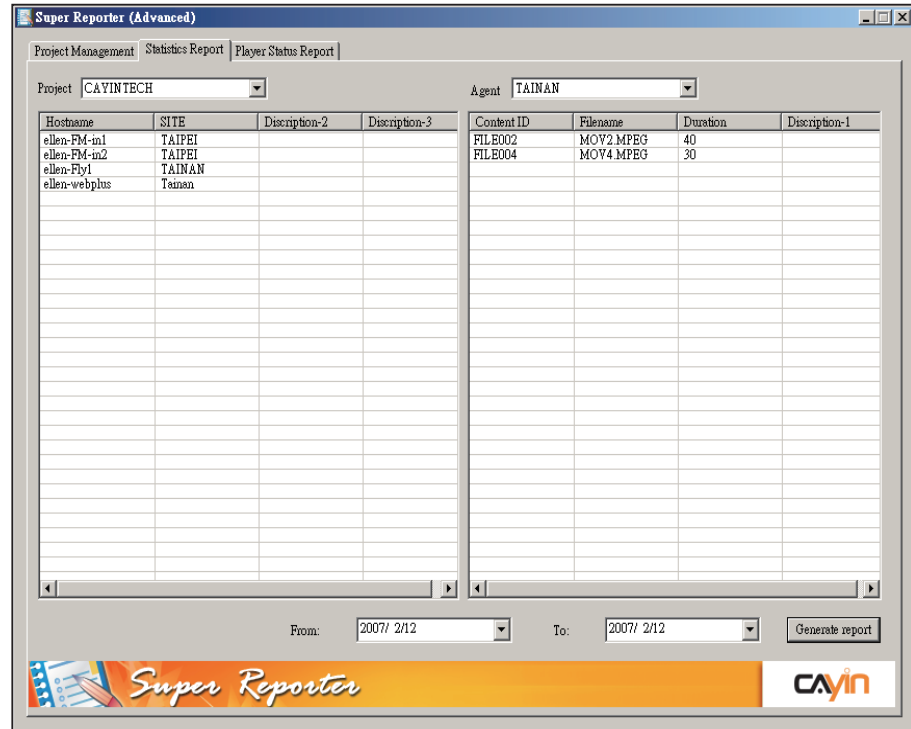 Super Reporter (Advanced)
Project Management Statistics Report Player Status Report
Project CAYINTECH Agent TAINAN
Hostname SITE Discription-2 Discription-3 Content ID Filename Duration Discription-1
ellen-FM-in1 TAIPEI FILE002 MOV2.MPEG 40
ellen-FM-in2 TAIPEI FILE004 MOV4.MPEG 30
ellen-Fly1 TAINAN
ellen-webplus Tainan
From: 2007/ 2/12 To: 2007/ 2/12 Generate report
Super Reporter CAYIN